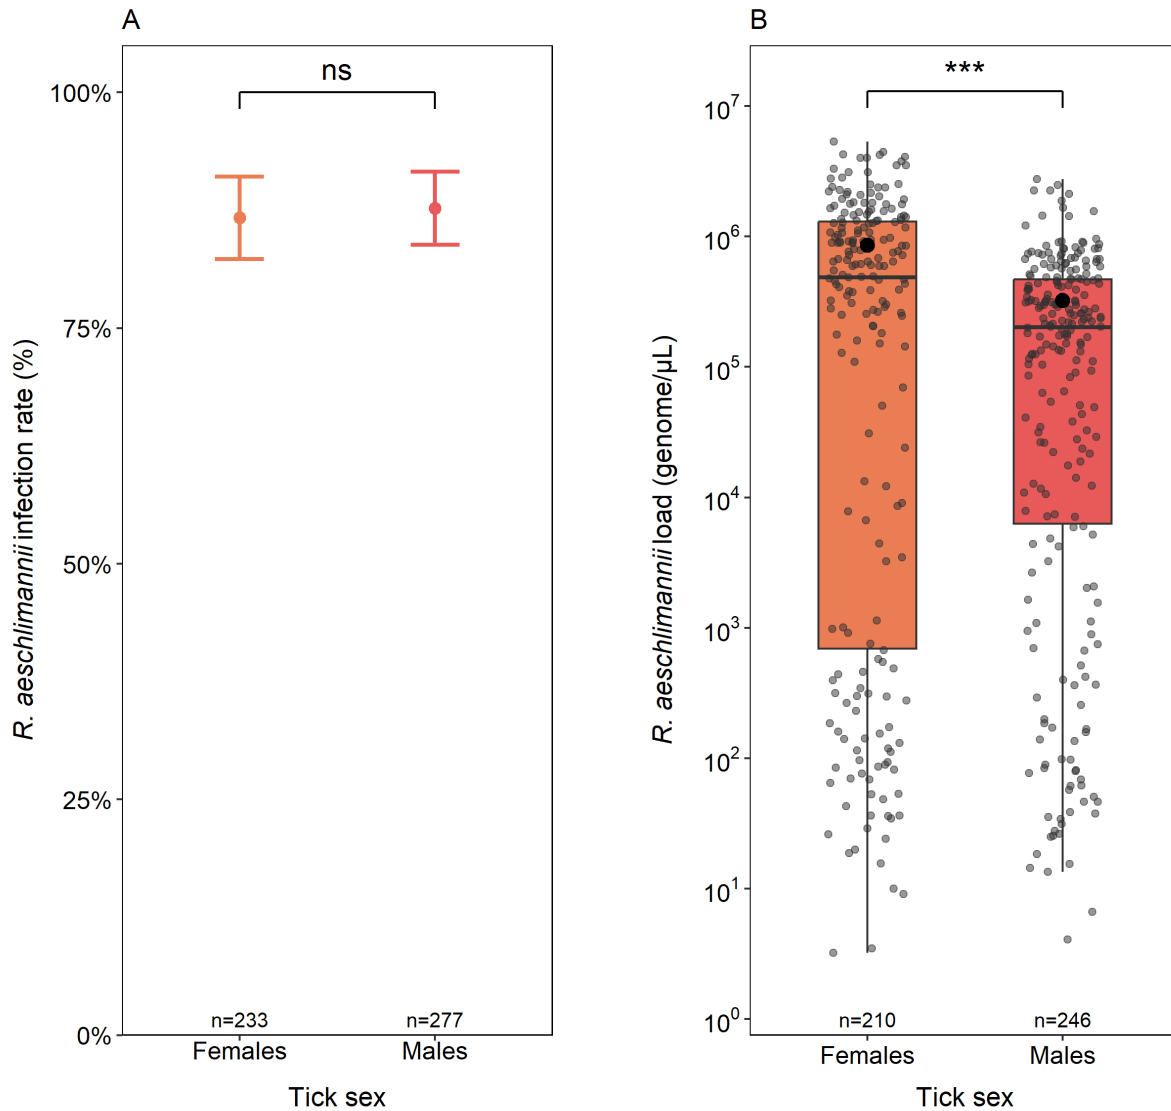 A
ns
100%
75%
50%
25%
0%
R. aeschlimannii infection rate (%)
n=233
n=277
Females
Males
Tick sex
B
***
10^7
10^6
10^5
10^4
10^3
10^2
10^1
10^0
R. aeschlimannii load (genome/μL)
n=210
n=246
Females
Males
Tick sex